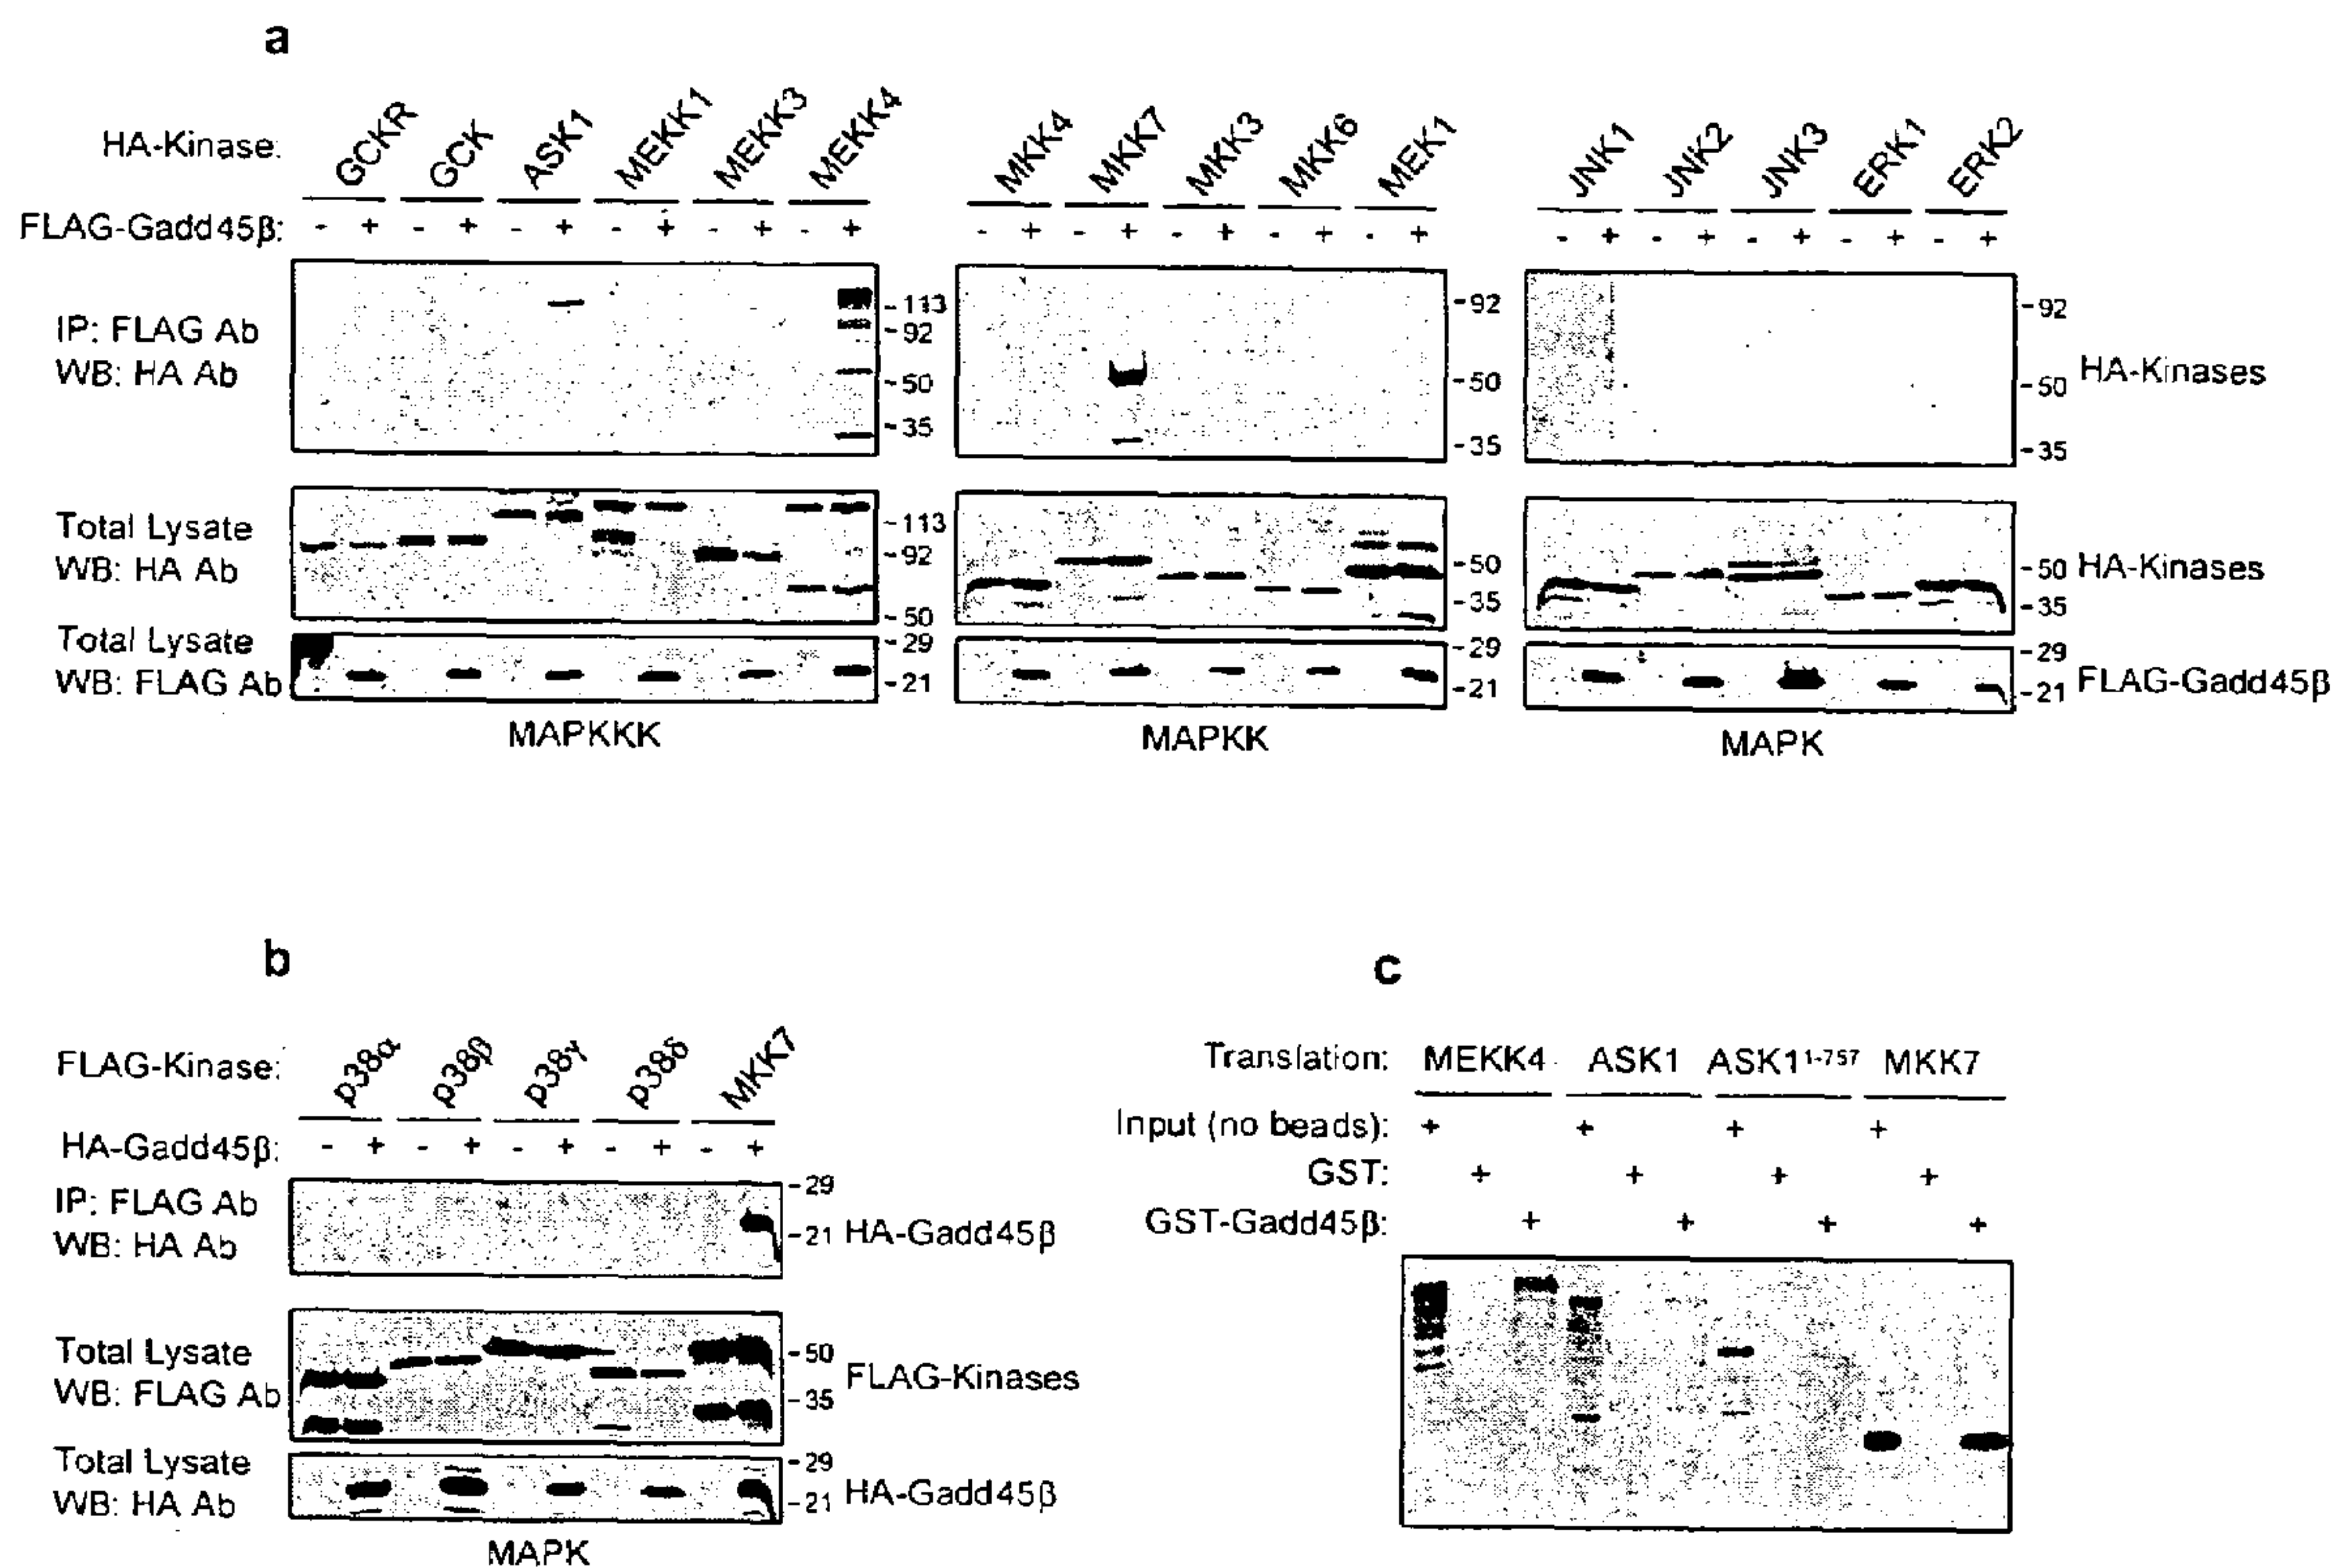 a
HA-Kinase: GCKR GCK ASK1 MEKK1 MEKK3 MEKK4 MKK4 MKK7 MKK3 MKK6 MEK1 JNK1 JNK2 JNK3 ERK1 ERK2
FLAG-Gadd45β: - + - + - + - + - + - + - + - + - + - + - + - + - + - + - + - +
IP: FLAG Ab
WB: HA Ab
-113
-92
-50
-35
-92
-50
-35
-92
-50
-35
HA-Kinases
Total Lysate
WB: HA Ab
-113
-92
-50
-50
-35
-50
-35
HA-Kinases
Total Lysate
WB: FLAG Ab
-29
-21
-29
-21
-29
-21
FLAG-Gadd45β
MAPKKK MAPKK MAPK
b
FLAG-Kinase: p38α p38β p38γ p38δ MKK7
HA-Gadd45β: - + - + - + - + - +
IP: FLAG Ab
WB: HA Ab
-29
-21
HA-Gadd45β
Total Lysate
WB: FLAG Ab
-50
-35
FLAG-Kinases
Total Lysate
WB: HA Ab
-29
-21
HA-Gadd45β
MAPK
c
Translation: MEKK4 ASK1 ASK1¹⁻⁷⁵⁷ MKK7
Input (no beads): + + + +
GST: + + + +
GST-Gadd45β: + + + +